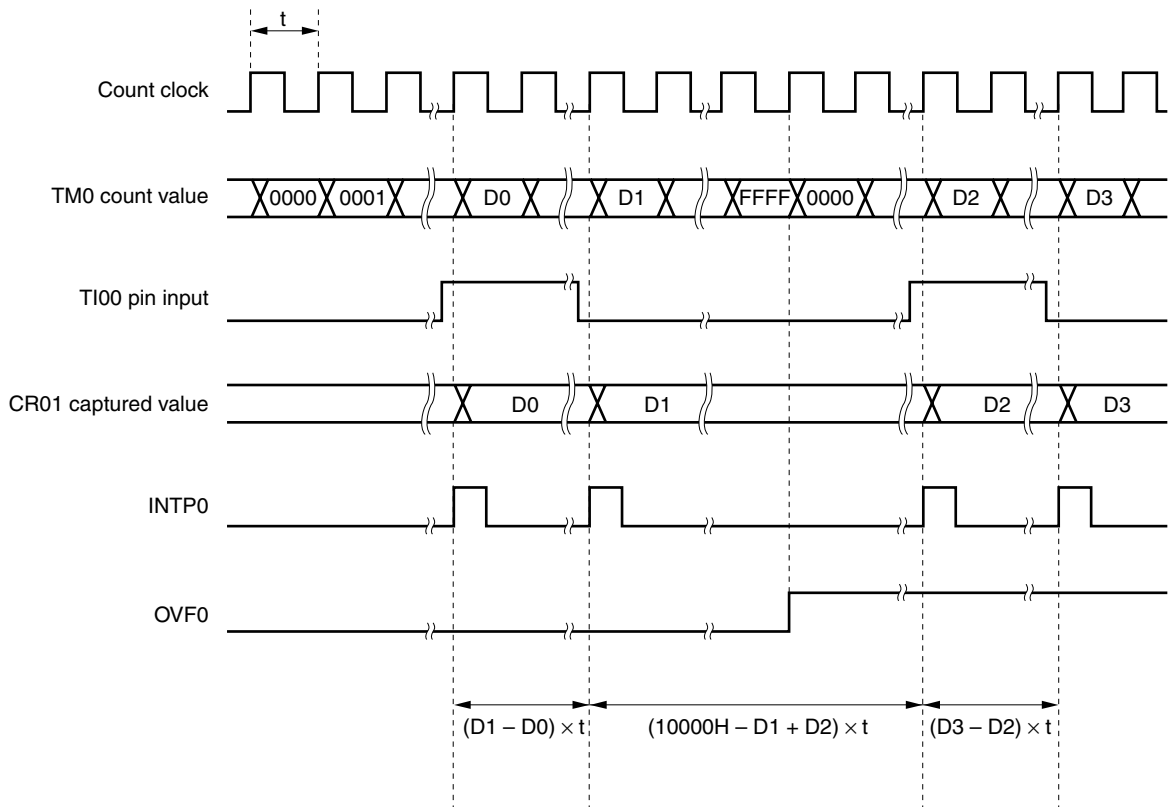 t
Count clock
TM0 count value
0000 0001 D0 D1 FFFF 0000 D2 D3
TI00 pin input
CR01 captured value
D0 D1 D2 D3
INTP0
OVF0
(D1 – D0) × t (10000H – D1 + D2) × t (D3 – D2) × t